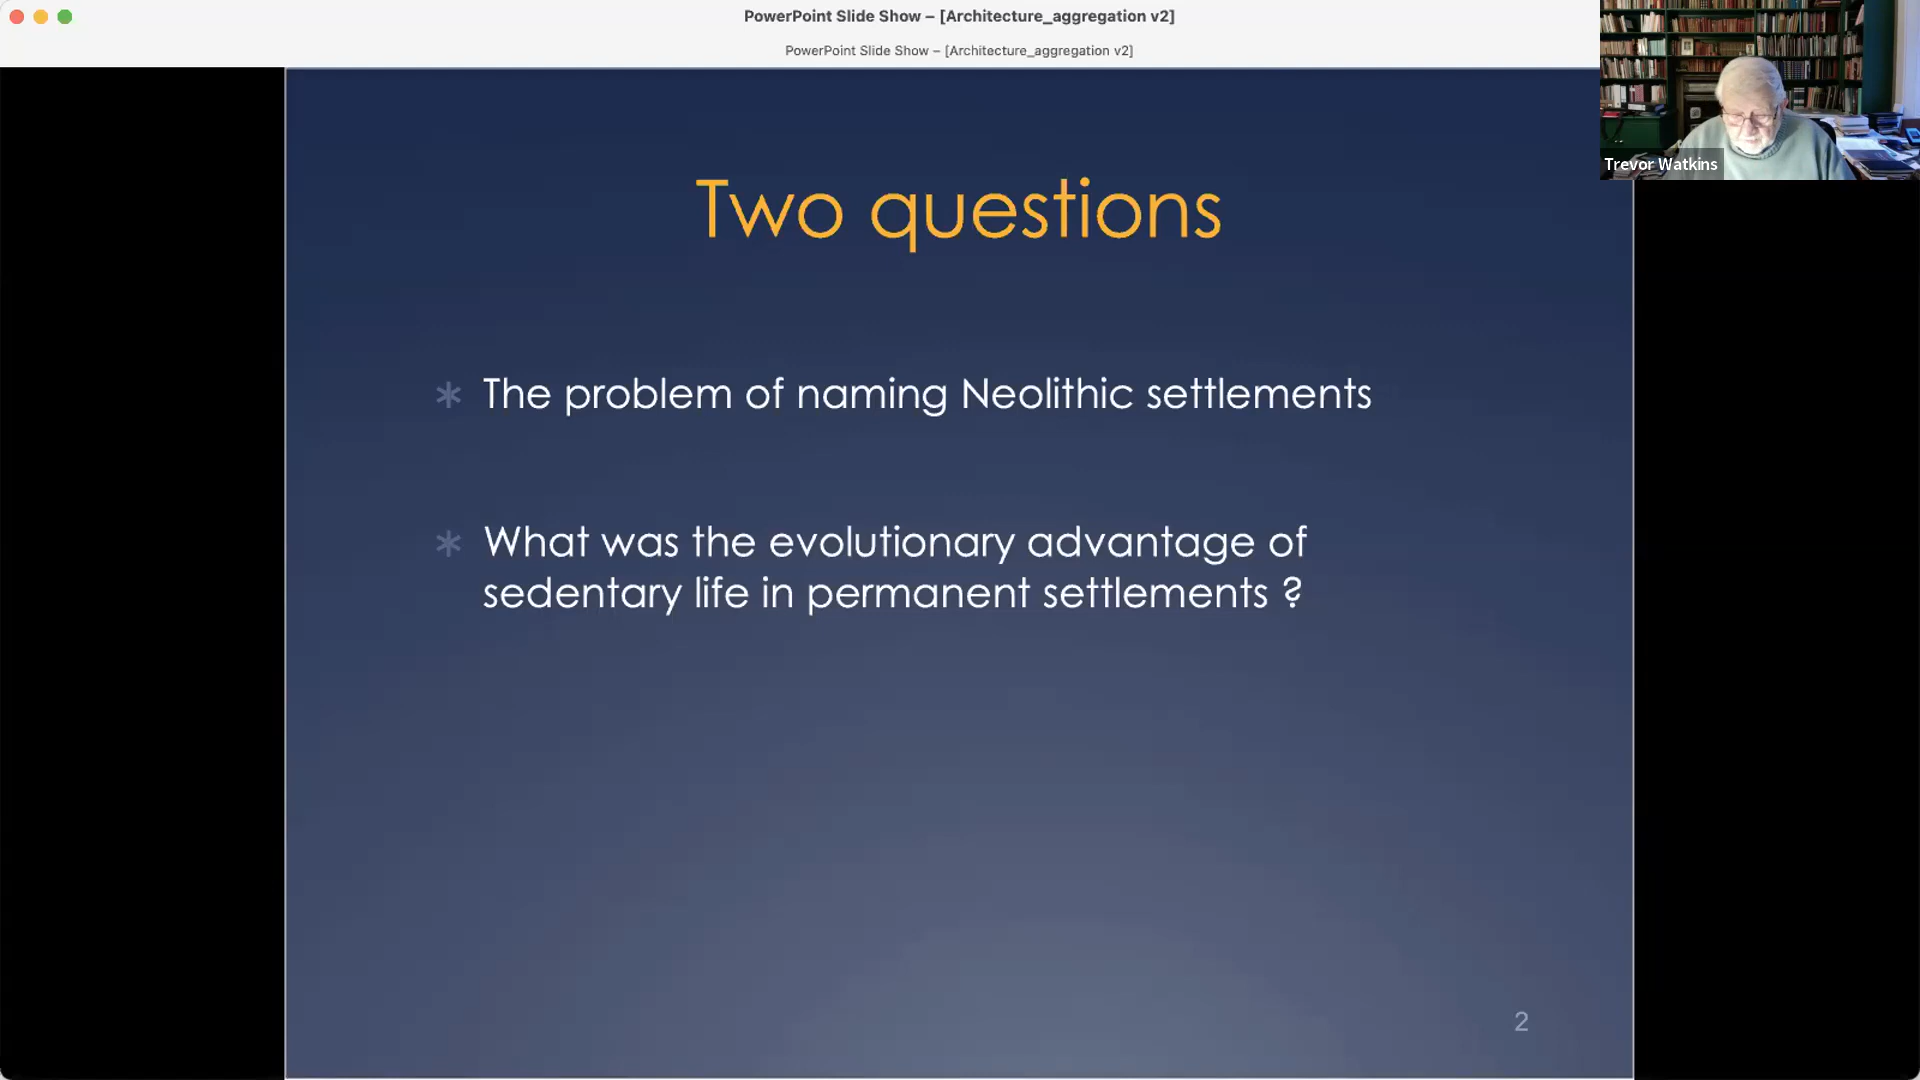 PowerPoint Slide Show – [Architecture_aggregation v2]
PowerPoint Slide Show – [Architecture_aggregation v2]
Trevor Watkins
Two questions
* The problem of naming Neolithic settlements
* What was the evolutionary advantage of
sedentary life in permanent settlements ?
2